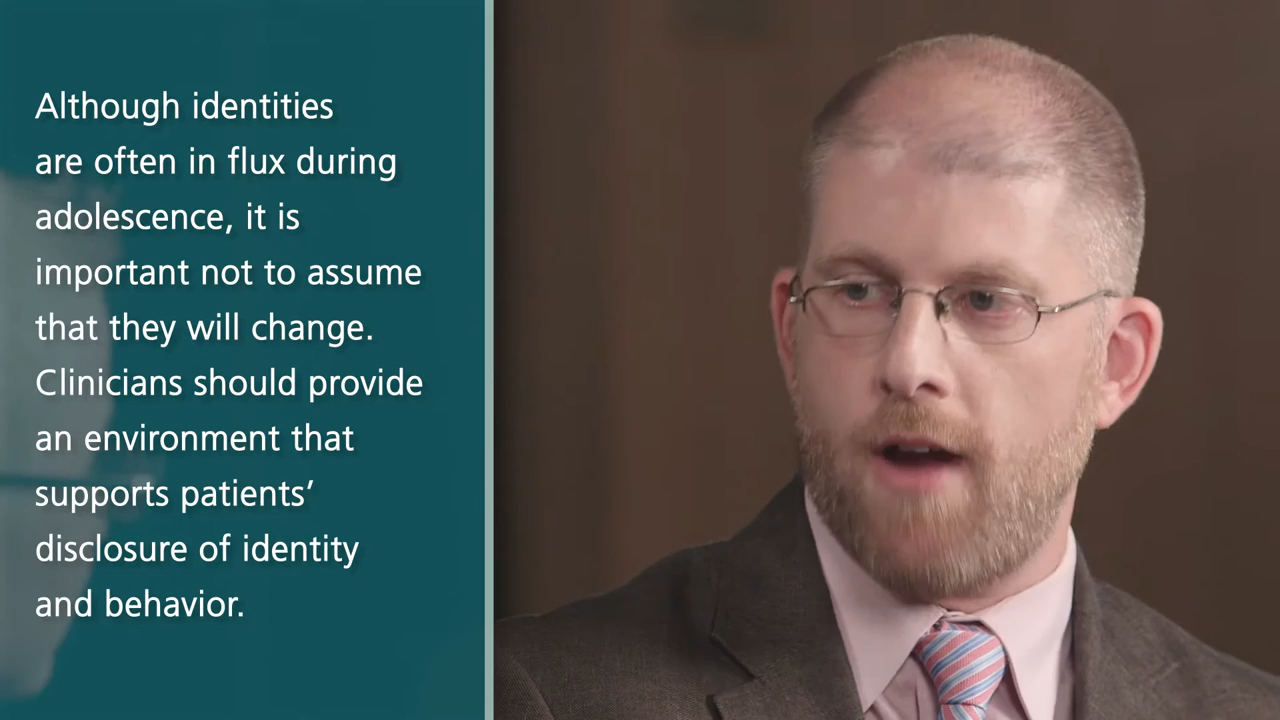 Although identities
are often in flux during
adolescence, it is
important not to assume
that they will change.
Clinicians should provide
an environment that
supports patients’
disclosure of identity
and behavior.